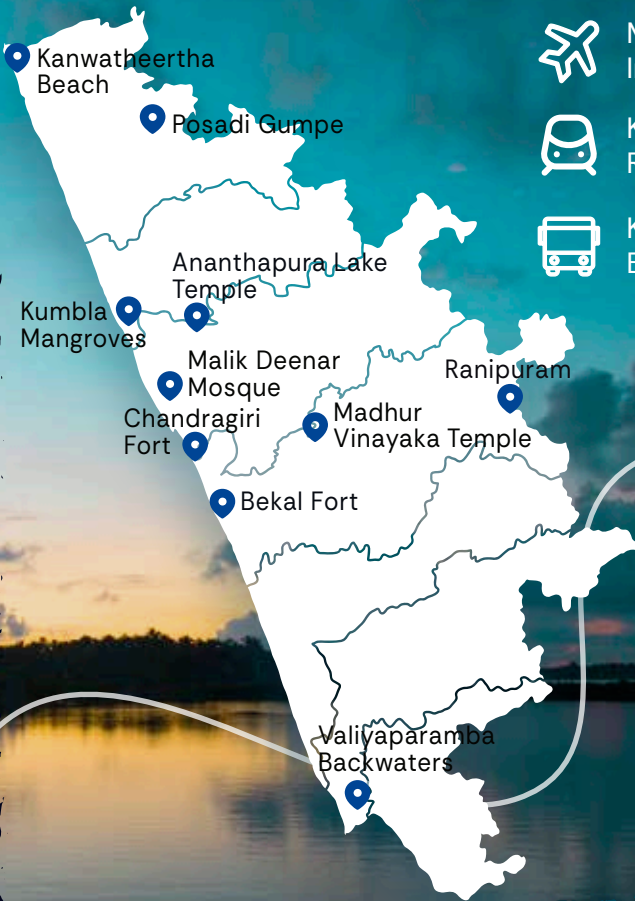 Kanwatheertha
Beach
Posadi Gumpe
Ananthapura Lake
Temple
Kumbla
Mangroves
Malik Deenar
Mosque
Ranipuram
Chandragiri
Fort
Madhur
Vinayaka Temple
Bekal Fort
Valiyaparamba
Backwaters